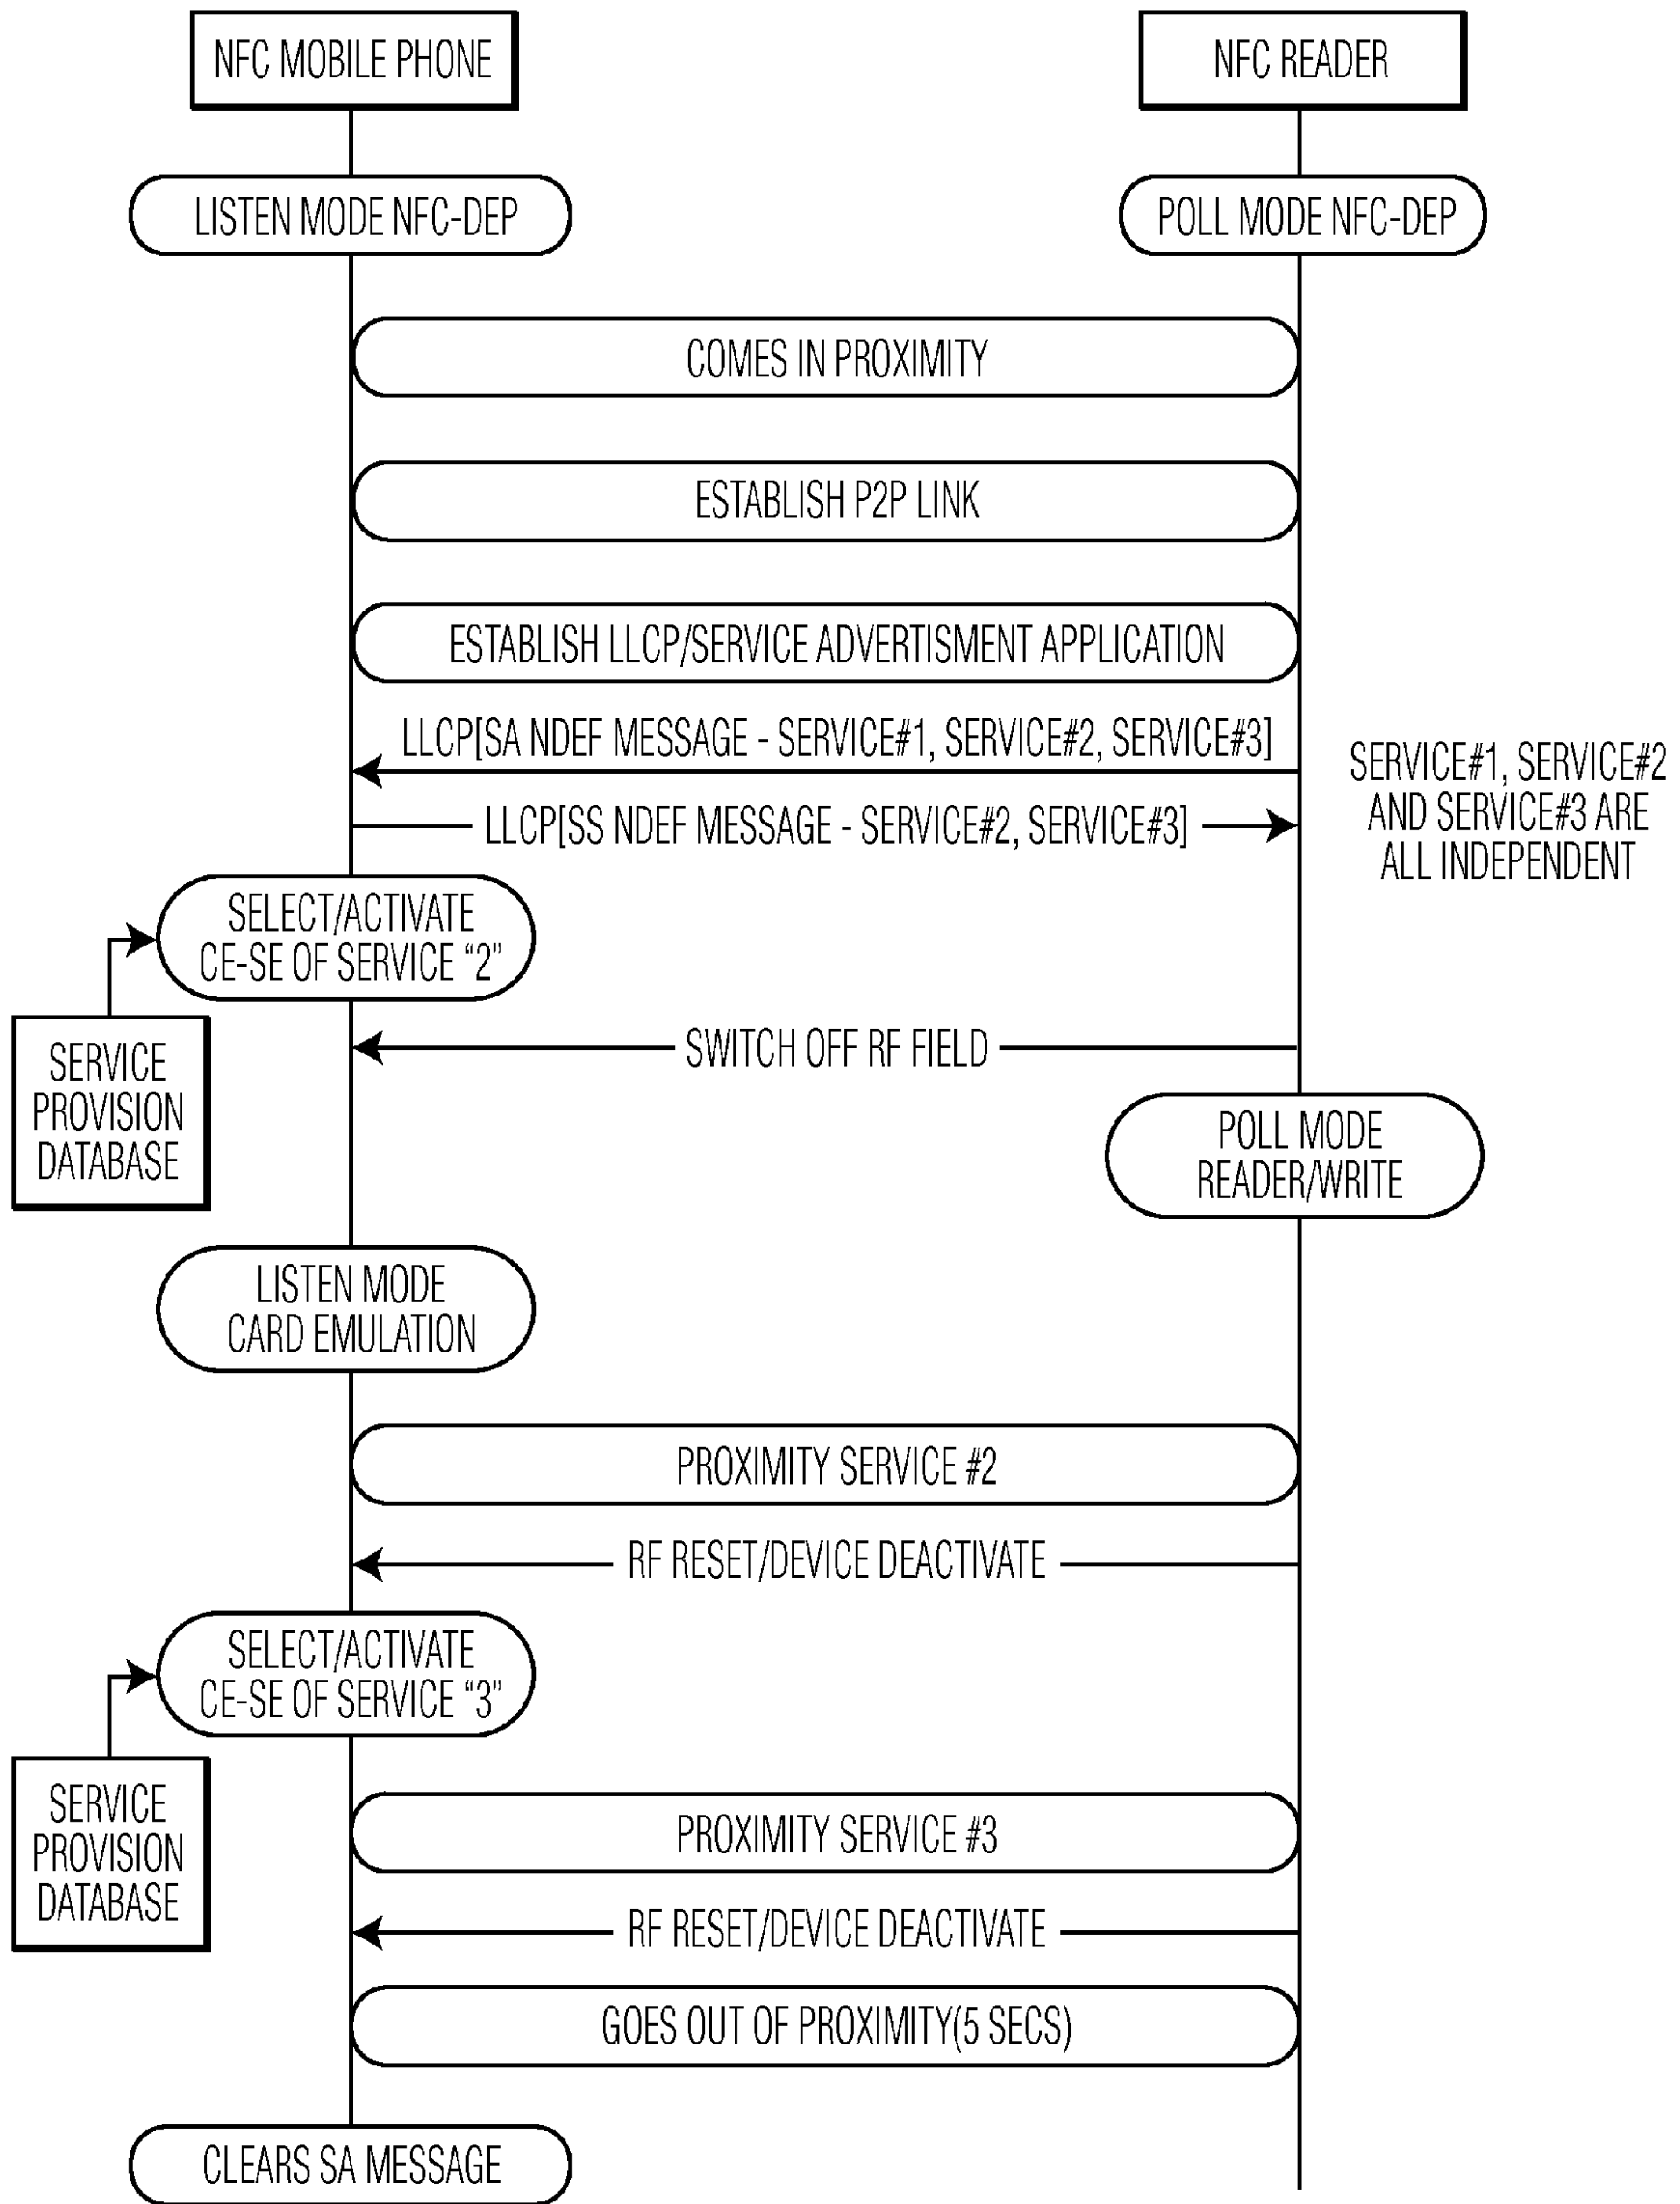 NFC MOBILE PHONE
NFC READER
LISTEN MODE NFC-DEP
POLL MODE NFC-DEP
COMES IN PROXIMITY
ESTABLISH P2P LINK
ESTABLISH LLCP/SERVICE ADVERTISMENT APPLICATION
LLCP[SA NDEF MESSAGE - SERVICE#1, SERVICE#2, SERVICE#3]
LLCP[SS NDEF MESSAGE - SERVICE#2, SERVICE#3]
SERVICE#1, SERVICE#2
AND SERVICE#3 ARE
ALL INDEPENDENT
SELECT/ACTIVATE
CE-SE OF SERVICE “2”
SERVICE
PROVISION
DATABASE
SWITCH OFF RF FIELD
POLL MODE
READER/WRITE
LISTEN MODE
CARD EMULATION
PROXIMITY SERVICE #2
RF RESET/DEVICE DEACTIVATE
SELECT/ACTIVATE
CE-SE OF SERVICE “3”
SERVICE
PROVISION
DATABASE
PROXIMITY SERVICE #3
RF RESET/DEVICE DEACTIVATE
GOES OUT OF PROXIMITY(5 SECS)
CLEARS SA MESSAGE